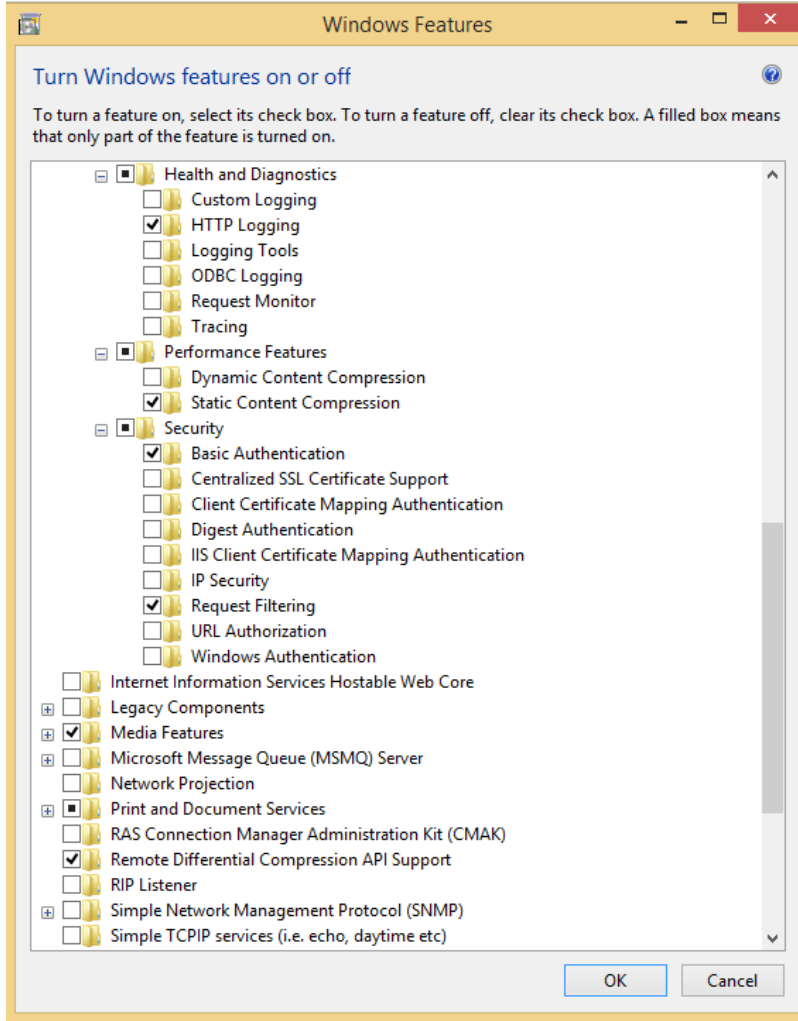 Windows Features
Turn Windows features on or off
To turn a feature on, select its check box. To turn a feature off, clear its check box. A filled box means
that only part of the feature is turned on.
Health and Diagnostics
Custom Logging
HTTP Logging
Logging Tools
ODBC Logging
Request Monitor
Tracing
Performance Features
Dynamic Content Compression
Static Content Compression
Security
Basic Authentication
Centralized SSL Certificate Support
Client Certificate Mapping Authentication
Digest Authentication
IIS Client Certificate Mapping Authentication
IP Security
Request Filtering
URL Authorization
Windows Authentication
Internet Information Services Hostable Web Core
Legacy Components
Media Features
Microsoft Message Queue (MSMQ) Server
Network Projection
Print and Document Services
RAS Connection Manager Administration Kit (CMAK)
Remote Differential Compression API Support
RIP Listener
Simple Network Management Protocol (SNMP)
Simple TCPIP services (i.e. echo, daytime etc)
OK Cancel